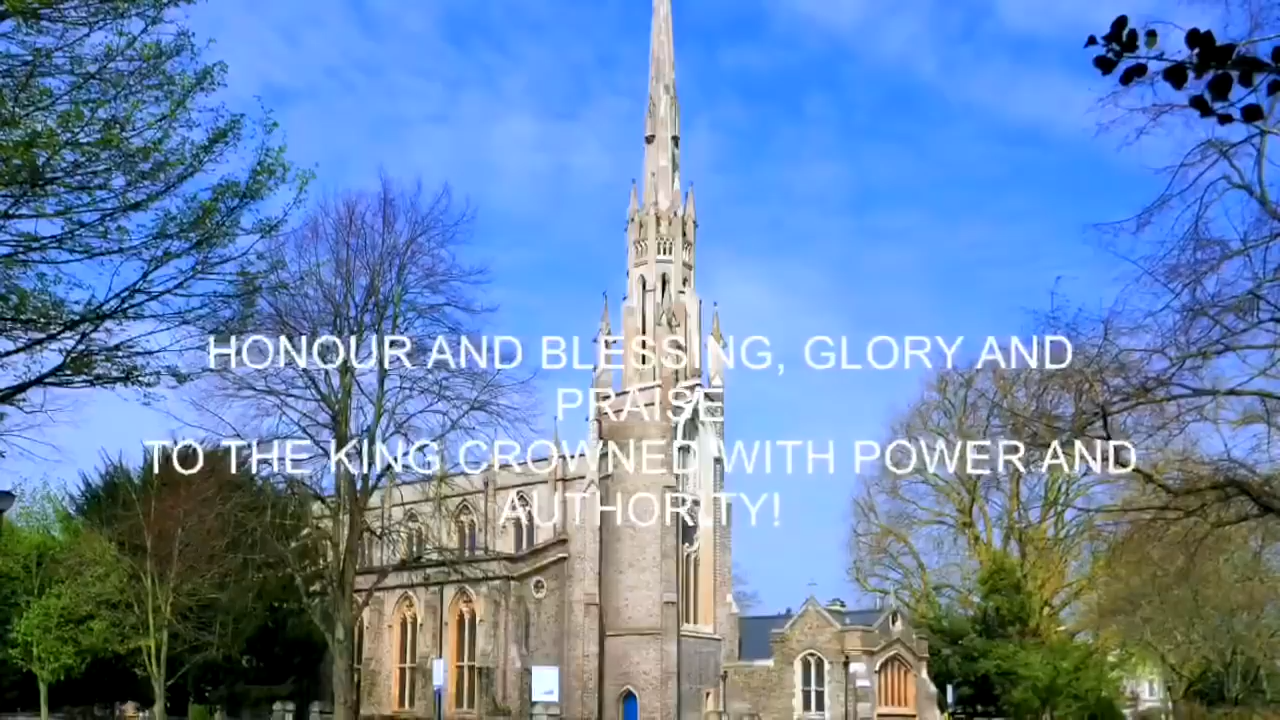 HONOUR AND BLESSING, GLORY AND
PRAISE
TO THE KING CROWNED WITH POWER AND
AUTHORITY!